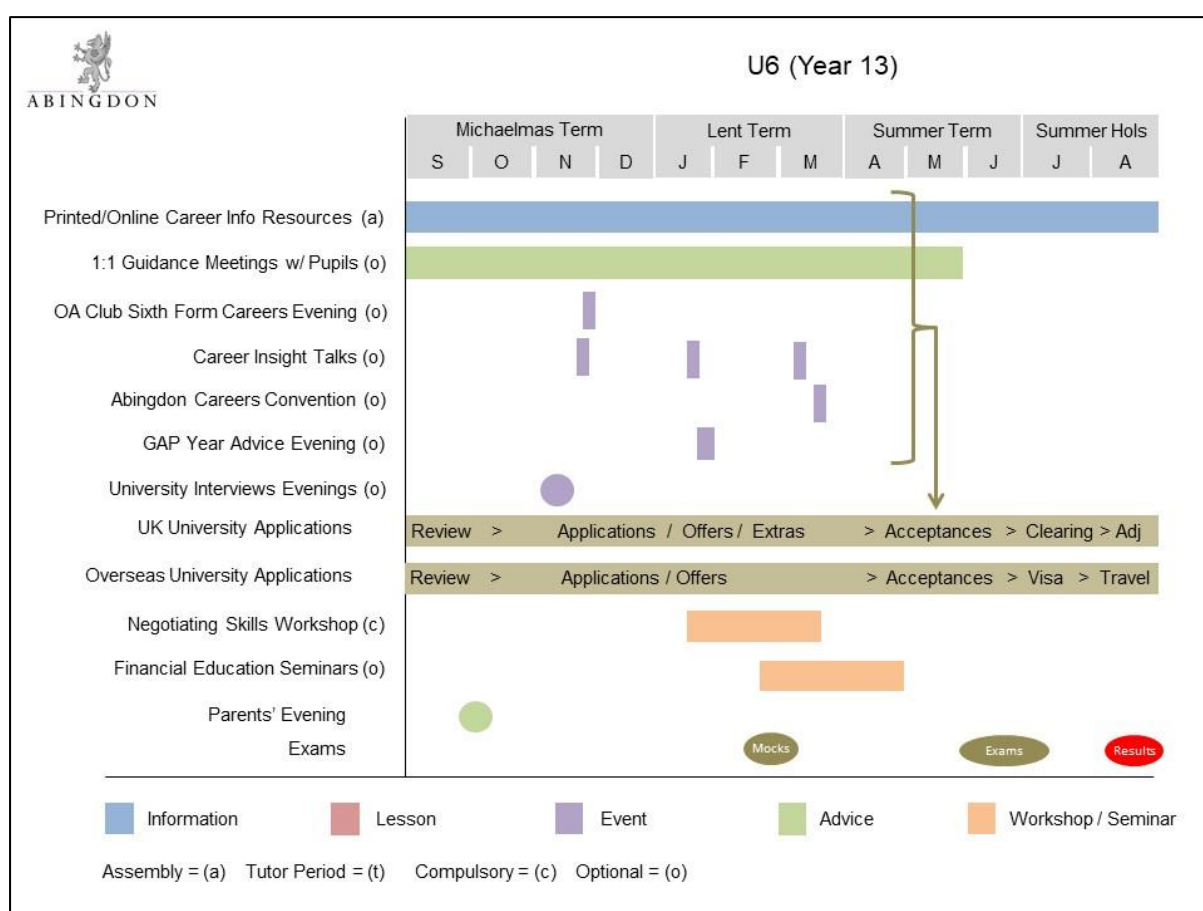 ABINGDON
U6 (Year 13)
Michaelmas Term Lent Term Summer Term Summer Hols
S O N D J F M A M J J A
Printed/Online Career Info Resources (a)
1:1 Guidance Meetings w/ Pupils (o)
OA Club Sixth Form Careers Evening (o)
Career Insight Talks (o)
Abingdon Careers Convention (o)
GAP Year Advice Evening (o)
University Interviews Evenings (o)
UK University Applications Review > Applications / Offers / Extras > Acceptances > Clearing > Adj
Overseas University Applications Review > Applications / Offers > Acceptances > Visa > Travel
Negotiating Skills Workshop (c)
Financial Education Seminars (o)
Parents' Evening
Exams Mocks Exams Results
Information Lesson Event Advice Workshop / Seminar
Assembly = (a) Tutor Period = (t) Compulsory = (c) Optional = (o)